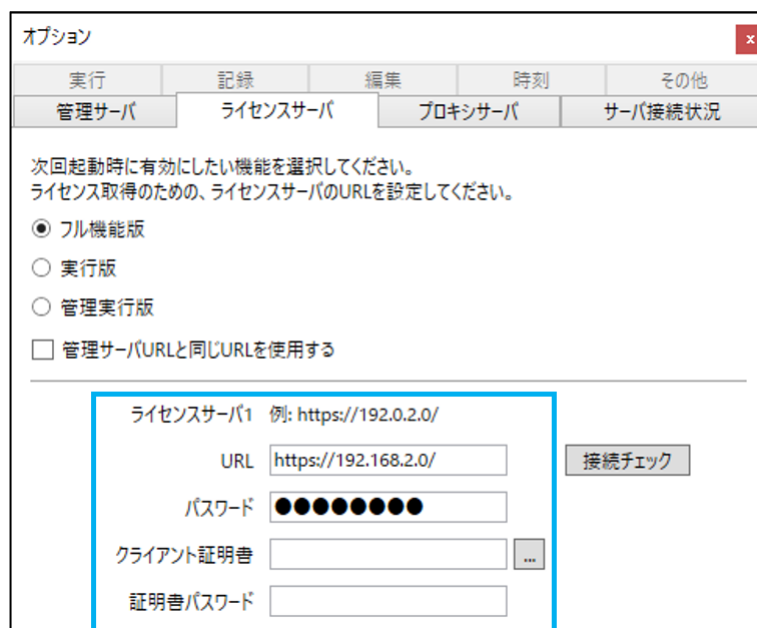 オプション
x
実行 記録 編集 時刻 その他
管理サーバ ライセンスサーバ プロキシサーバ サーバ接続状況
次回起動時に有効にしたい機能を選択してください。
ライセンス取得のための、ライセンスサーバのURLを設定してください。
フル機能版
実行版
管理実行版
管理サーバURLと同じURLを使用する
ライセンスサーバ1 例: https://192.0.2.0/
URL https://192.168.2.0/ 接続チェック
パスワード ●●●●●●●●
クライアント証明書 ...
証明書パスワード